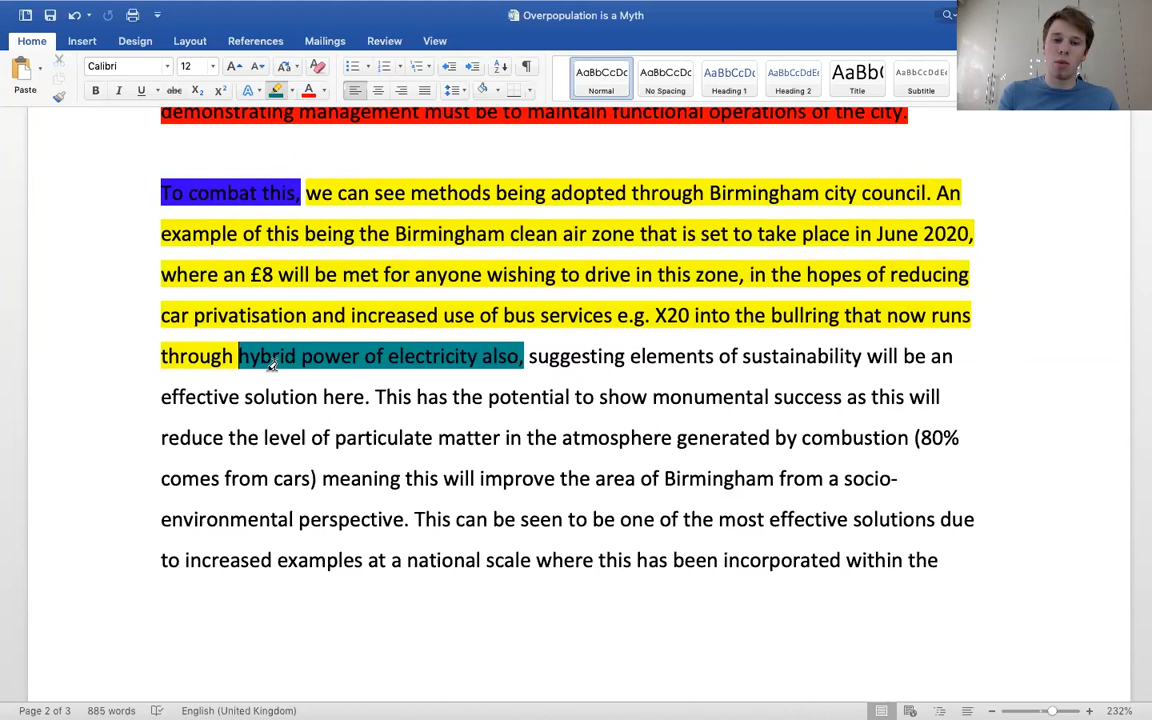 Overpopulation is a Myth
Home Insert Design Layout References Mailings Review View
Paste
Calibri 12
AaBbCcDc AaBbCcDc AaBbCcDc AaBbCcDdEe AaBbC AaBbCcDdEe
Normal No Spacing Heading 1 Heading 2 Title Subtitle
demonstrating management must be to maintain functional operations of the city.
To combat this, we can see methods being adopted through Birmingham city council. An
example of this being the Birmingham clean air zone that is set to take place in June 2020,
where an £8 will be met for anyone wishing to drive in this zone, in the hopes of reducing
car privatisation and increased use of bus services e.g. X20 into the bullring that now runs
through hybrid power of electricity also, suggesting elements of sustainability will be an
effective solution here. This has the potential to show monumental success as this will
reduce the level of particulate matter in the atmosphere generated by combustion (80%
comes from cars) meaning this will improve the area of Birmingham from a socio-
environmental perspective. This can be seen to be one of the most effective solutions due
to increased examples at a national scale where this has been incorporated within the
Page 2 of 3 885 words English (United Kingdom) 232%